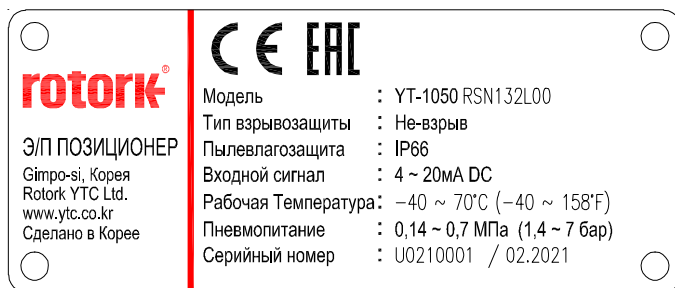 rotork®
Э/П ПОЗИЦИОНЕР
Gimpo-si, Корея
Rotork YTC Ltd.
www.ytc.co.kr
Сделано в Корее
CE EAC
Модель : YT-1050 RSN132L00
Тип взрывозащиты : Не-взрыв
Пылевлагозащита : IP66
Входной сигнал : 4 ~ 20мА DC
Рабочая Температура: -40 ~ 70°C (-40 ~ 158°F)
Пневмопитание : 0,14 ~ 0,7 МПа (1,4 ~ 7 бар)
Серийный номер : U0210001 / 02.2021